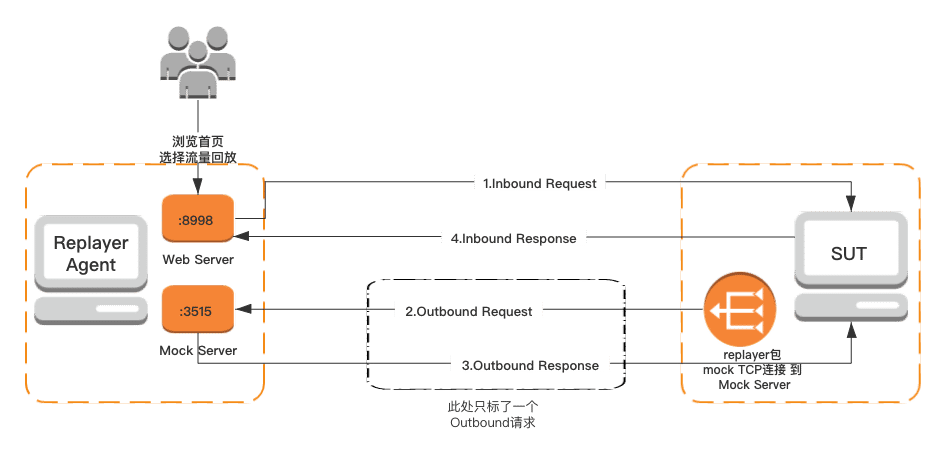 浏览首页
选择流量回放
1.Inbound Request
:8998
Replayer
Agent
4.Inbound Response
SUT
Web Server
:3515
2.Outbound Request
Mock Server
replayer包
mock TCP连接 到
Mock Server
3.Outbound Response
此处只标了一个
Outbound请求